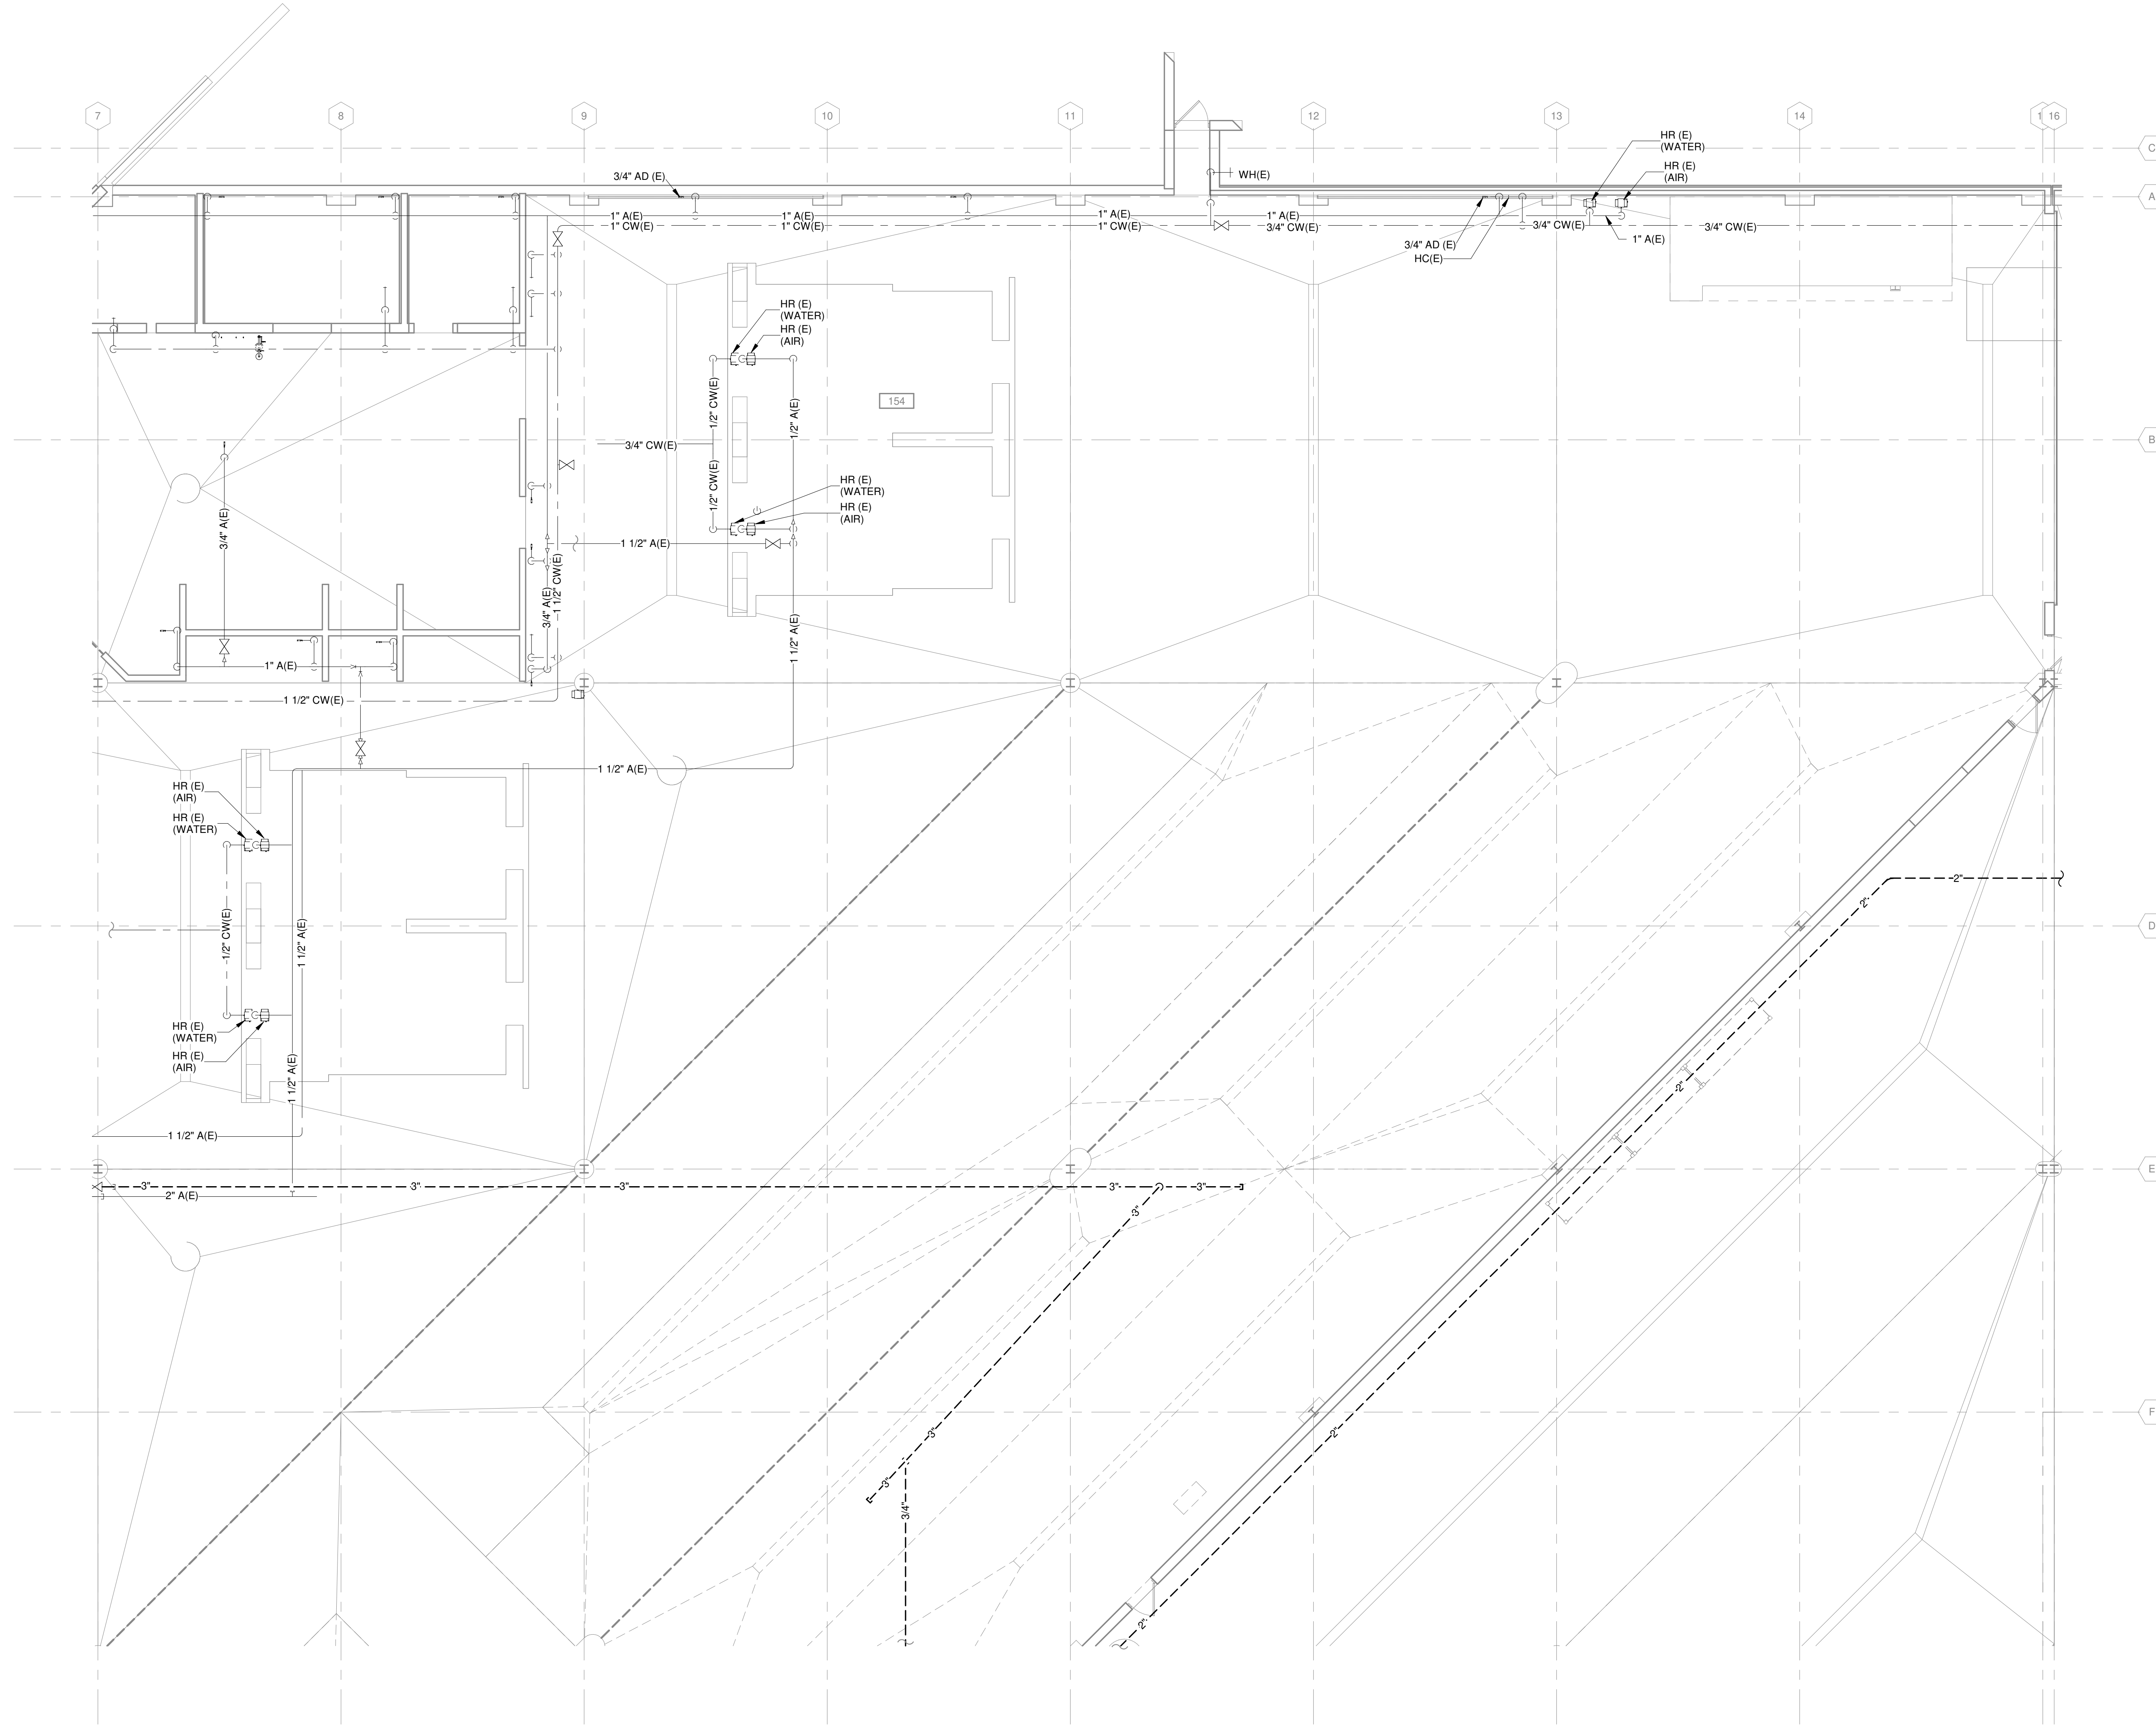 7
8
9
10
11
12
13
14
1
16
C
HR (E)
(WATER)
HR (E)
(AIR)
WH(E)
3/4" AD (E)
A
1" A(E)
1" A(E)
1" A(E)
1" A(E)
1" CW(E)
1" CW(E)
1" CW(E)
3/4" CW(E)
3/4" CW(E)
3/4" CW(E)
1" A(E)
3/4" AD (E)
HC(E)
HR (E)
(WATER)
HR (E)
(AIR)
1/2" CW(E)
1/2" A(E)
154
3/4" CW(E)
B
1/2" CW(E)
HR (E)
(WATER)
HR (E)
(AIR)
3/4" A(E)
1 1/2" A(E)
1 1/2" CW(E)
3/4" A(E)
1 1/2" A(E)
1" A(E)
1 1/2" CW(E)
1 1/2" A(E)
HR (E)
(AIR)
HR (E)
(WATER)
2"
2"
1/2" CW(E)
1 1/2" A(E)
D
HR (E)
(WATER)
HR (E)
(AIR)
1 1/2" A(E)
2"
1 1/2" A(E)
E
3"
3"
3"
3"
3"
2" A(E)
3"
F
3"
2"
3"
3/4"
2"